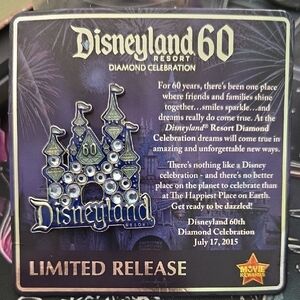 Disneyland 60
RESORT
DIAMOND CELEBRATION
For 60 years, there's been one place
where friends and families shine
together...smiles sparkle...and
dreams really do come true. At the
Disneyland® Resort Diamond
Celebration dreams will come true in
amazing and unforgettable new ways.
There's nothing like a Disney
celebration - and there's no better
place on the planet to celebrate than
at The Happiest Place on Earth.
Get ready to be dazzled!
Disneyland 60th
Diamond Celebration
July 17, 2015
60
Disneyland
RESORT
LIMITED RELEASE
MOVIE
REWARDS